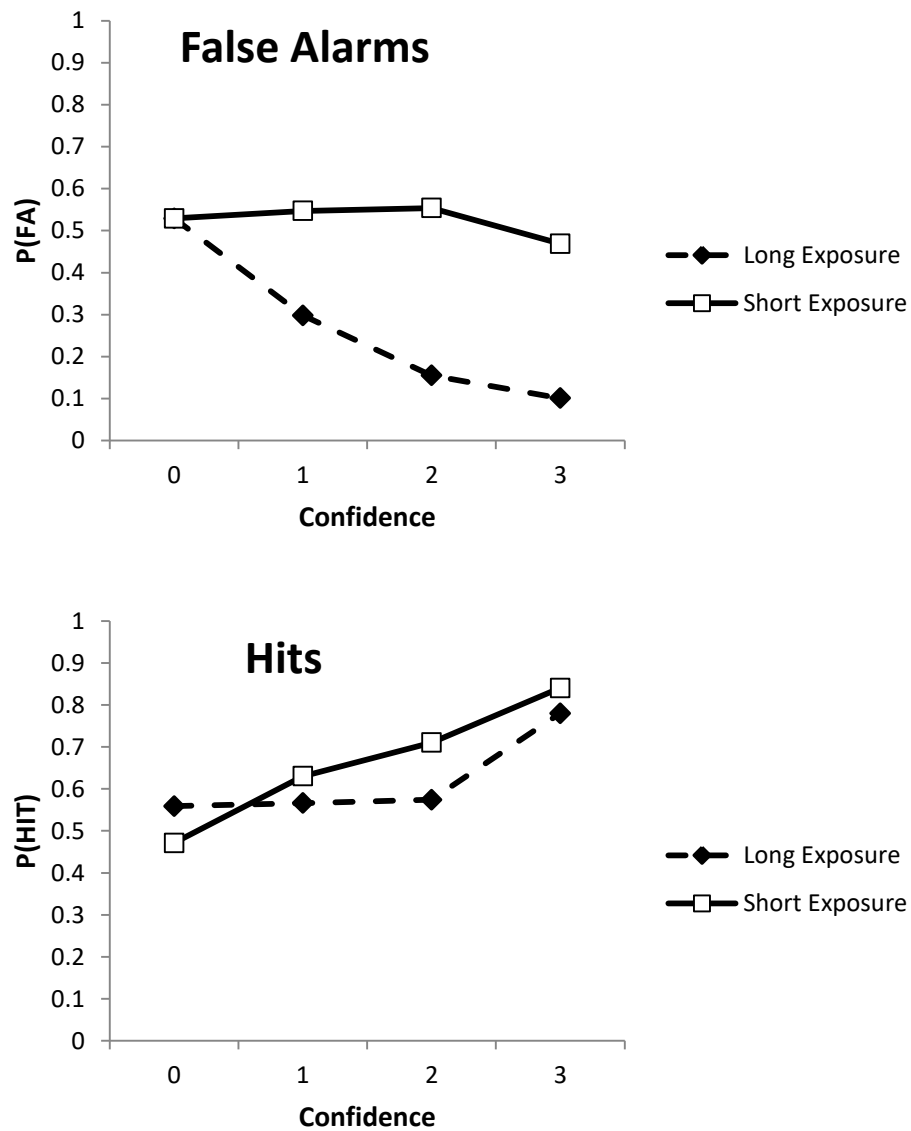 False Alarms
1
0.9
0.8
0.7
0.6
0.5
0.4
0.3
0.2
0.1
0
P(FA)
0 1 2 3
Confidence
Long Exposure
Short Exposure
Hits
1
0.9
0.8
0.7
0.6
0.5
0.4
0.3
0.2
0.1
0
P(HIT)
0 1 2 3
Confidence
Long Exposure
Short Exposure